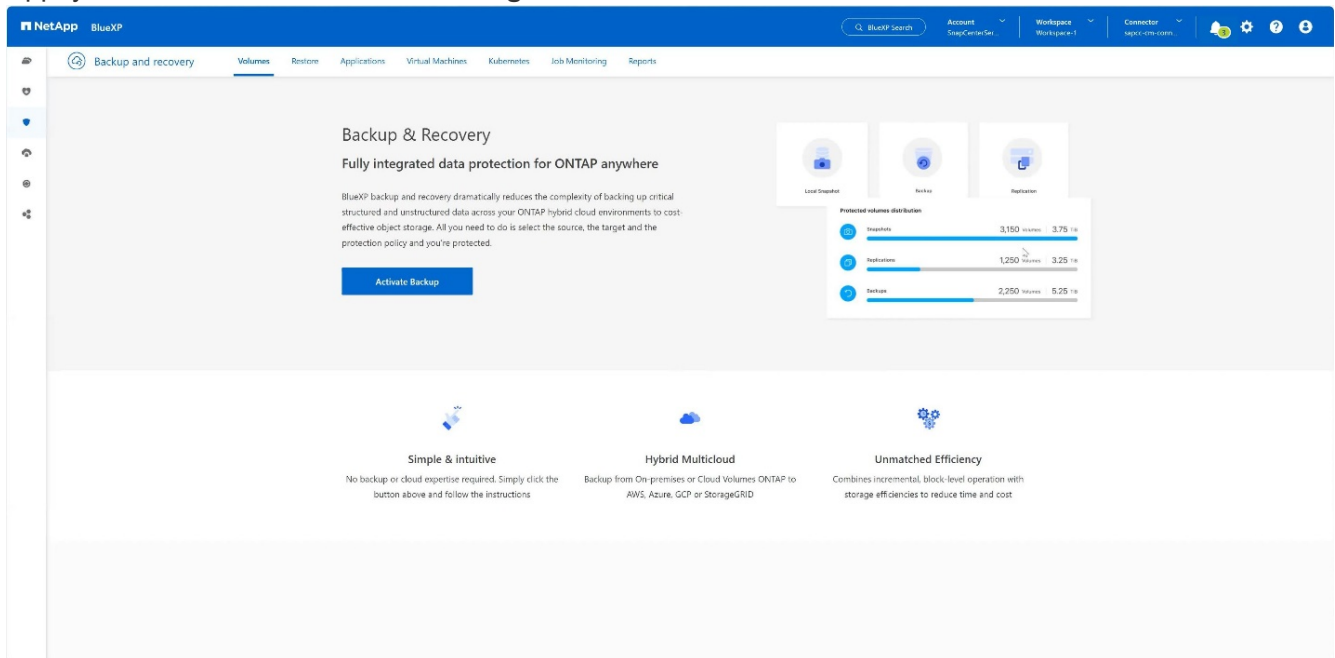 NetApp BlueXP
BlueXP Search
Account
SnapCenterSer...
Workspace
Workspace-1
Connector
sapcc-cm-conn...
3
Backup and recovery
Volumes Restore Applications Virtual Machines Kubernetes Job Monitoring Reports
Backup & Recovery
Fully integrated data protection for ONTAP anywhere
BlueXP backup and recovery dramatically reduces the complexity of backing up critical
structured and unstructured data across your ONTAP hybrid cloud environments to cost-
effective object storage. All you need to do is select the source, the target and the
protection policy and you're protected.
Activate Backup
Local Snapshot
Backup
Replication
Protected volumes distribution
Snapshots 3,150 Volumes 3.75 TiB
Replications 1,250 Volumes 3.25 TiB
Backups 2,250 Volumes 5.25 TiB
Simple & intuitive
No backup or cloud expertise required. Simply click the
button above and follow the instructions
Hybrid Multicloud
Backup from On-premises or Cloud Volumes ONTAP to
AWS, Azure, GCP or StorageGRID
Unmatched Efficiency
Combines incremental, block-level operation with
storage efficiencies to reduce time and cost